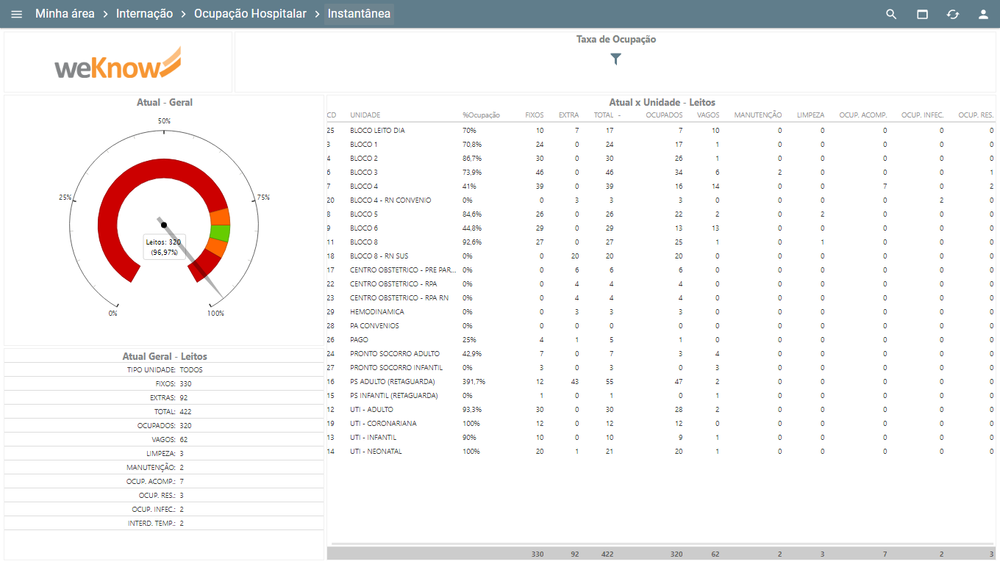 Minha área > Internação > Ocupação Hospitalar > Instantânea
weKnow
Taxa de Ocupação
Atual - Geral
50%
25%
75%
Leitos: 320
(96,97%)
0%
100%
Atual Geral - Leitos
TIPO UNIDADE: TODOS
FIXOS: 330
EXTRAS: 92
TOTAL: 422
OCUPADOS: 320
VAGOS: 62
LIMPEZA: 3
MANUTENÇÃO: 2
OCUP. ACOMP.: 7
OCUP. RES.: 3
OCUP. INFEC.: 2
INTERD. TEMP.: 2
Atual x Unidade - Leitos
CD UNIDADE %Ocupação FIXOS EXTRA TOTAL - OCUPADOS VAGOS MANUTENÇÃO LIMPEZA OCUP. ACOMP. OCUP. INFEC. OCUP. RES.
25 BLOCO LEITO DIA 70% 10 7 17 7 10 0 0 0 0 0
3 BLOCO 1 70,8% 24 0 24 17 1 0 0 0 0 0
4 BLOCO 2 86,7% 30 0 30 26 1 0 0 0 0 0
6 BLOCO 3 73,9% 46 0 46 34 6 2 0 0 0 1
7 BLOCO 4 41% 39 0 39 16 14 0 0 7 0 2
20 BLOCO 4 - RN CONVENIO 0% 0 3 3 3 0 0 0 0 2 0
8 BLOCO 5 84,6% 26 0 26 22 2 0 2 0 0 0
9 BLOCO 6 44,8% 29 0 29 13 13 0 0 0 0 0
11 BLOCO 8 92,6% 27 0 27 25 1 0 1 0 0 0
18 BLOCO 8 - RN SUS 0% 0 20 20 20 0 0 0 0 0 0
17 CENTRO OBSTETRICO - PRE PAR... 0% 0 6 6 6 0 0 0 0 0 0
22 CENTRO OBSTETRICO - RPA 0% 0 4 4 4 0 0 0 0 0 0
23 CENTRO OBSTETRICO - RPA RN 0% 0 4 4 4 0 0 0 0 0 0
29 HEMODINAMICA 0% 0 3 3 3 0 0 0 0 0 0
28 PA CONVENIOS 0% 0 0 0 0 0 0 0 0 0 0
26 PAGO 25% 4 1 5 1 0 0 0 0 0 0
24 PRONTO SOCORRO ADULTO 42,9% 7 0 7 3 4 0 0 0 0 0
27 PRONTO SOCORRO INFANTIL 0% 3 0 3 0 3 0 0 0 0 0
16 PS ADULTO (RETAGUARDA) 391,7% 12 43 55 47 2 0 0 0 0 0
15 PS INFANTIL (RETAGUARDA) 0% 1 0 1 0 1 0 0 0 0 0
12 UTI - ADULTO 93,3% 30 0 30 28 2 0 0 0 0 0
19 UTI - CORONARIANA 100% 12 0 12 12 0 0 0 0 0 0
13 UTI - INFANTIL 90% 10 0 10 9 1 0 0 0 0 0
14 UTI - NEONATAL 100% 20 1 21 20 1 0 0 0 0 0
330 92 422 320 62 2 3 7 2 3